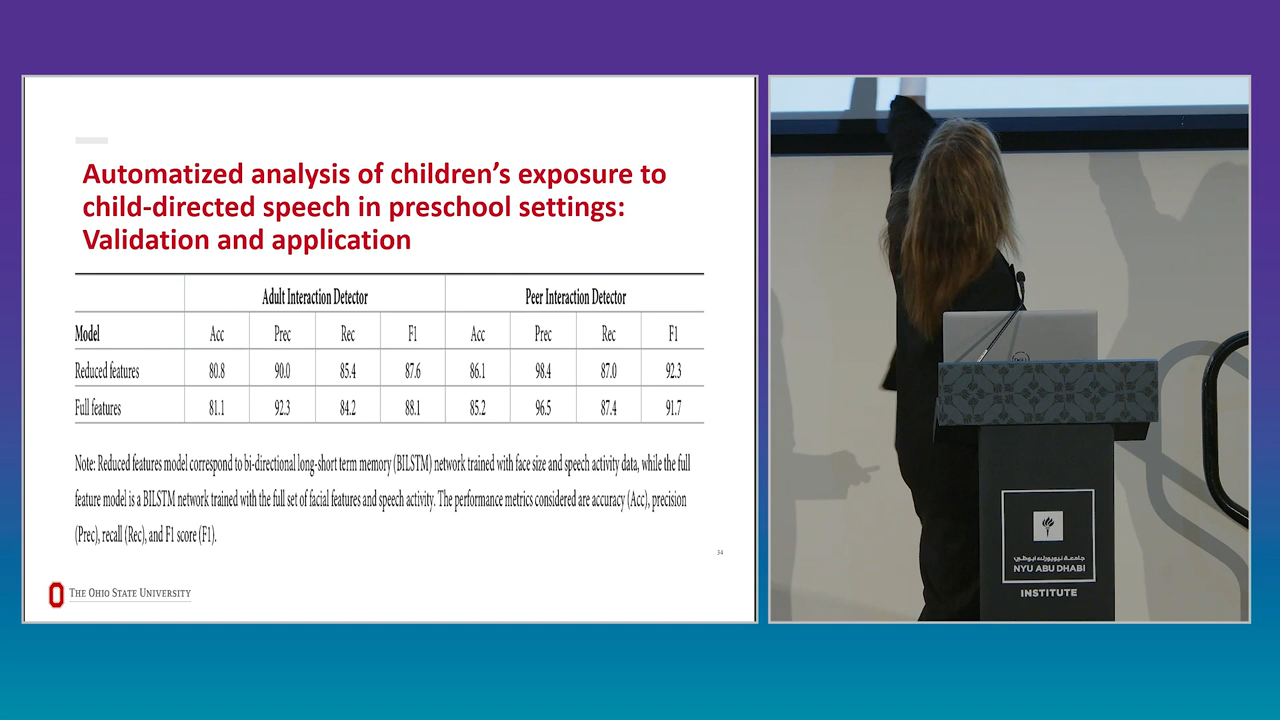 Automatized analysis of children's exposure to
child-directed speech in preschool settings:
Validation and application
Adult Interaction Detector Peer Interaction Detector
Model Acc Prec Rec F1 Acc Prec Rec F1
Reduced features 80.8 90.0 85.4 87.6 86.1 98.4 87.0 92.3
Full features 81.1 92.3 84.2 88.1 85.2 96.5 87.4 91.7
Note: Reduced features model correspond to bi-directional long-short term memory (BILSTM) network trained with face size and speech activity data, while the full
feature model is a BILSTM network trained with the full set of facial features and speech activity. The performance metrics considered are accuracy (Acc), precision
(Prec), recall (Rec), and F1 score (F1).
34
THE OHIO STATE UNIVERSITY
جامعة نيويورك أبوظبي
NYU ABU DHABI
INSTITUTE